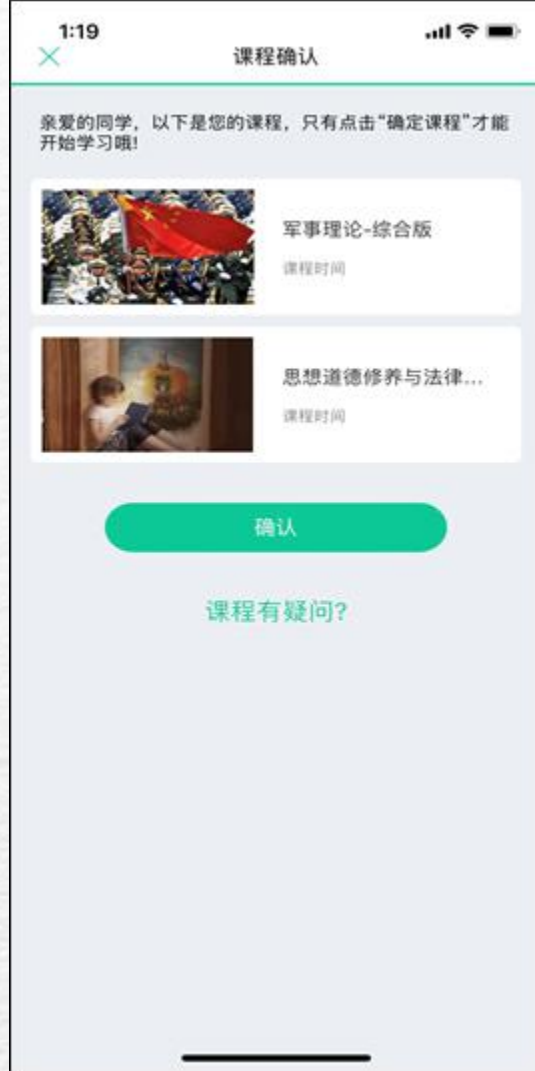 1:19
课程确认
亲爱的同学，以下是您的课程，只有点击“确定课程”才能
开始学习哦!
军事理论-综合版
课程时间
思想道德修养与法律...
课程时间
确认
课程有疑问?